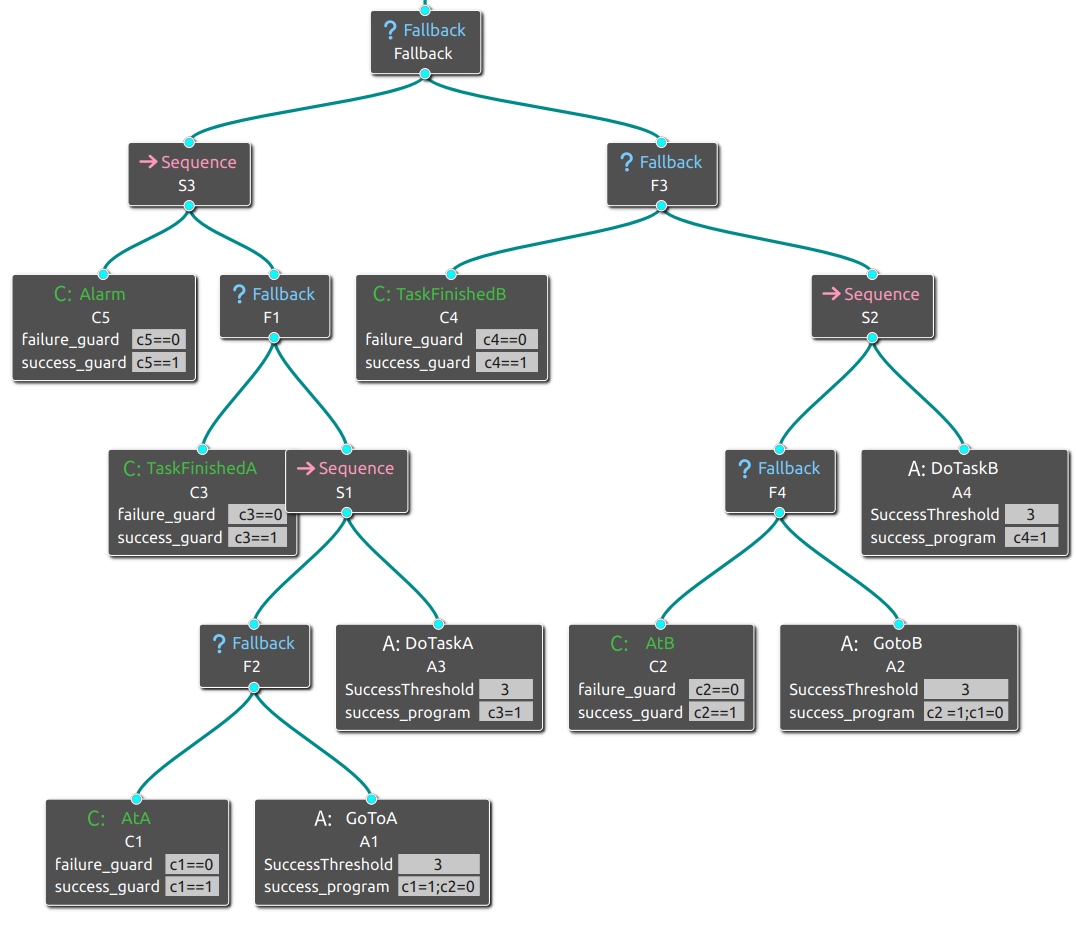 ? Fallback
Fallback
→ Sequence
S3
? Fallback
F3
C: Alarm
C5
failure_guard c5==0
success_guard c5==1
? Fallback
F1
C: TaskFinishedB
C4
failure_guard c4==0
success_guard c4==1
→ Sequence
S2
C: TaskFinishedA
C3
failure_guard c3==0
success_guard c3==1
→ Sequence
S1
? Fallback
F4
A: DoTaskB
A4
SuccessThreshold 3
success_program c4=1
? Fallback
F2
A: DoTaskA
A3
SuccessThreshold 3
success_program c3=1
C: AtB
C2
failure_guard c2==0
success_guard c2==1
A: GotoB
A2
SuccessThreshold 3
success_program c2 =1;c1=0
C: AtA
C1
failure_guard c1==0
success_guard c1==1
A: GoToA
A1
SuccessThreshold 3
success_program c1=1;c2=0